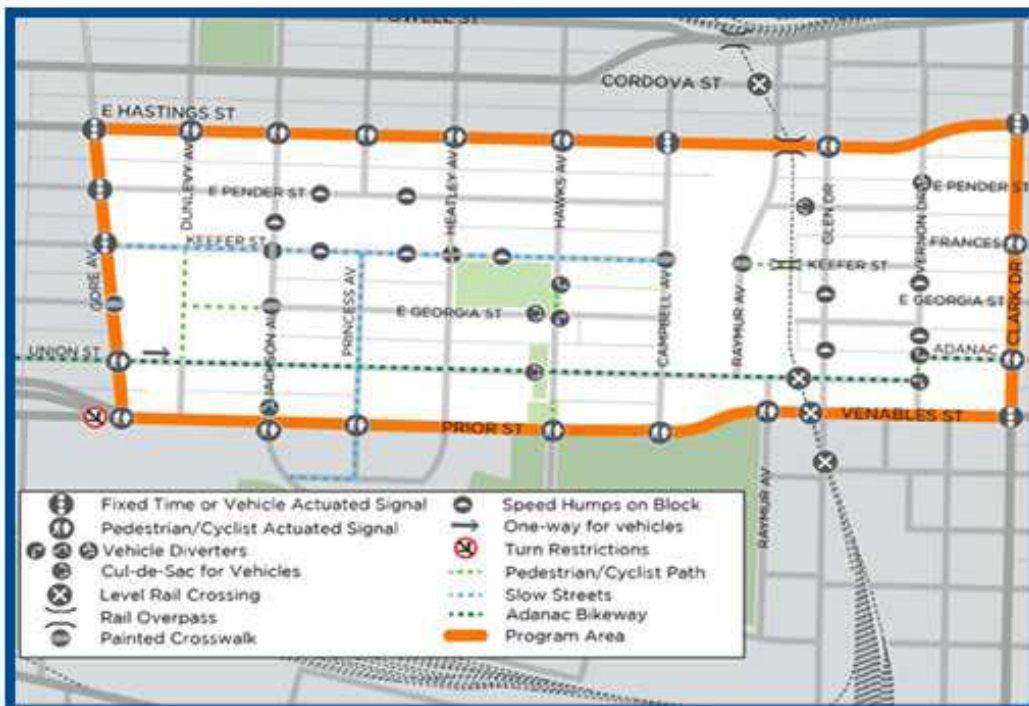 POWELL ST
CORDOVA ST
E HASTINGS ST
DUNLEVY AV
HEATLEY AV
HAWKS AV
GLEN DR
VERNON DR
E PENDER ST
E PENDER ST
KEEFER ST
FRANCES
KEEFER ST
GORE AV
PRINCESS AV
CAMPBELL AV
RAYMUR AV
CLARK DR
E GEORGIA ST
E GEORGIA ST
UNION ST
JACKSON AV
ADANAC
PRIOR ST
VENABLES ST
RAYMUR AV
Fixed Time or Vehicle Actuated Signal
Pedestrian/Cyclist Actuated Signal
Vehicle Diverters
Cul-de-Sac for Vehicles
Level Rail Crossing
Rail Overpass
Painted Crosswalk
Speed Humps on Block
One-way for vehicles
Turn Restrictions
Pedestrian/Cyclist Path
Slow Streets
Adanac Bikeway
Program Area